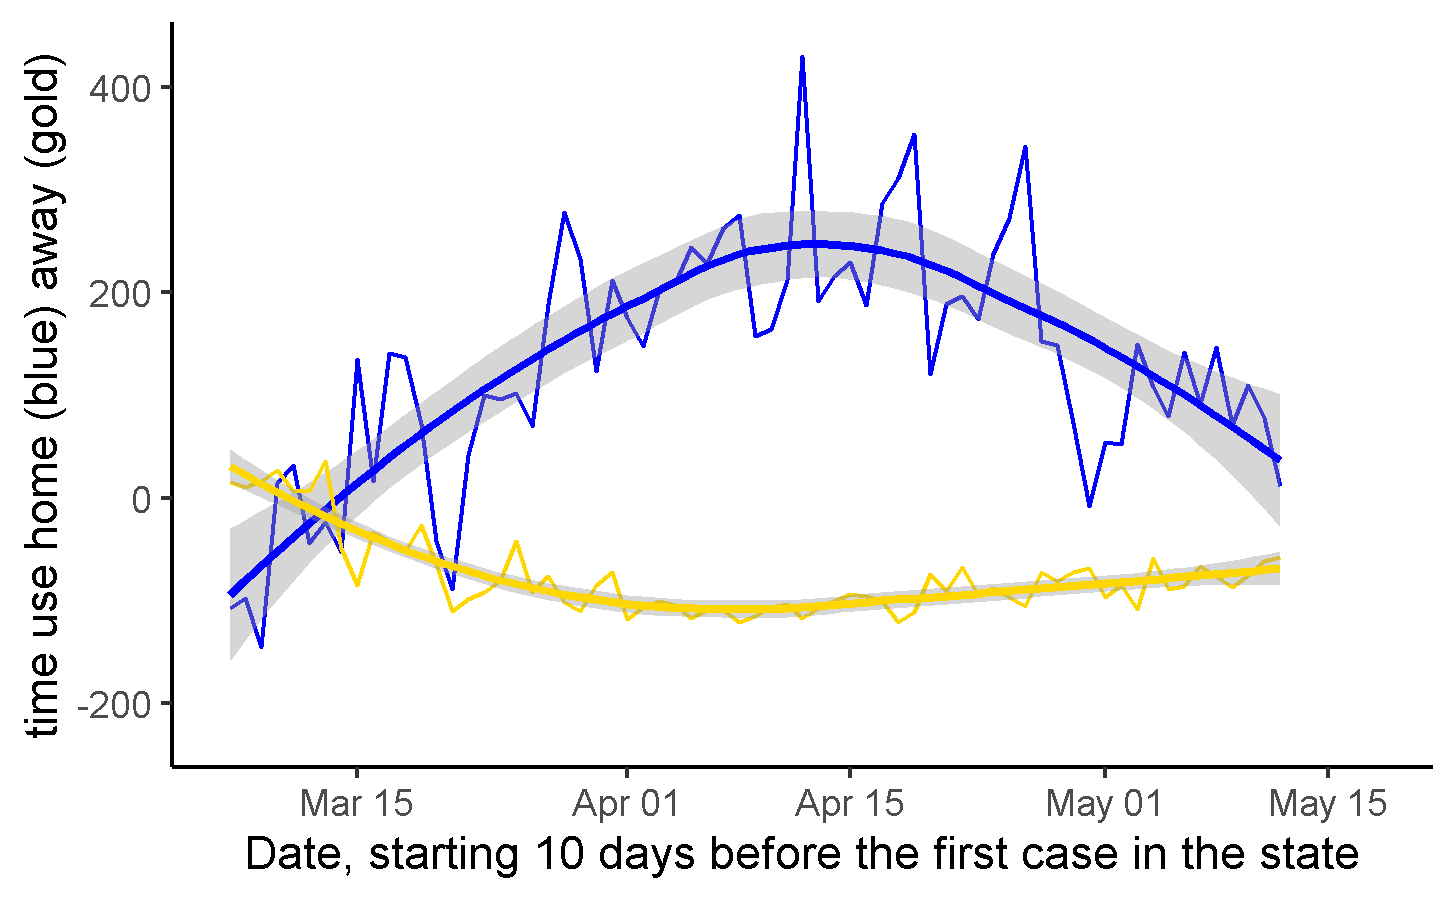 time use home (blue) away (gold)
400
200
0
-200
Mar 15
Apr 01
Apr 15
May 01
May 15
Date, starting 10 days before the first case in the state